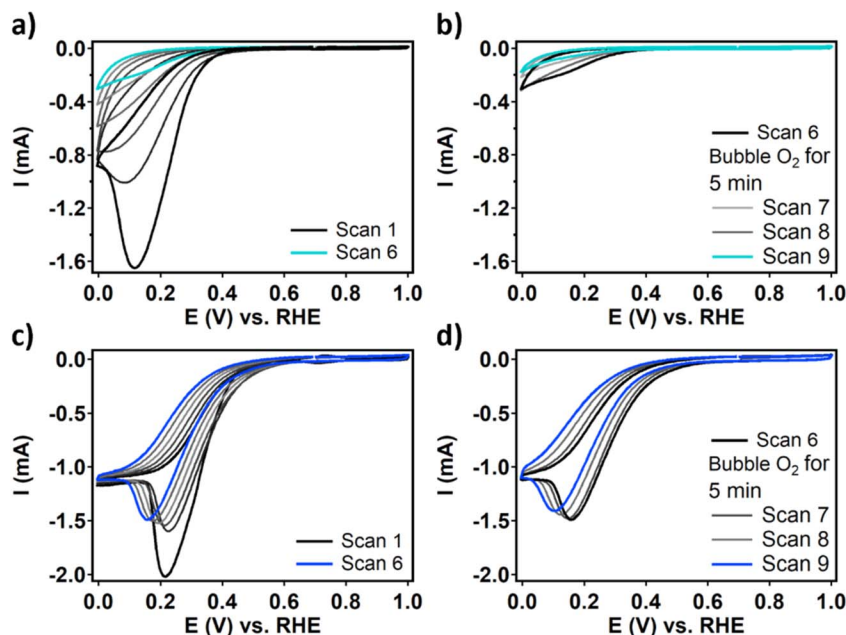 a)
0.0
-0.4
-0.8
-1.2
-1.6
I (mA)
Scan 1
Scan 6
0.0 0.2 0.4 0.6 0.8 1.0
E (V) vs. RHE
b)
0.0
-0.4
-0.8
-1.2
-1.6
I (mA)
Scan 6
Bubble O2 for
5 min
Scan 7
Scan 8
Scan 9
0.0 0.2 0.4 0.6 0.8 1.0
E (V) vs. RHE
c)
0.0
-0.5
-1.0
-1.5
-2.0
I (mA)
Scan 1
Scan 6
0.0 0.2 0.4 0.6 0.8 1.0
E (V) vs. RHE
d)
0.0
-0.5
-1.0
-1.5
-2.0
I (mA)
Scan 6
Bubble O2 for
5 min
Scan 7
Scan 8
Scan 9
0.0 0.2 0.4 0.6 0.8 1.0
E (V) vs. RHE